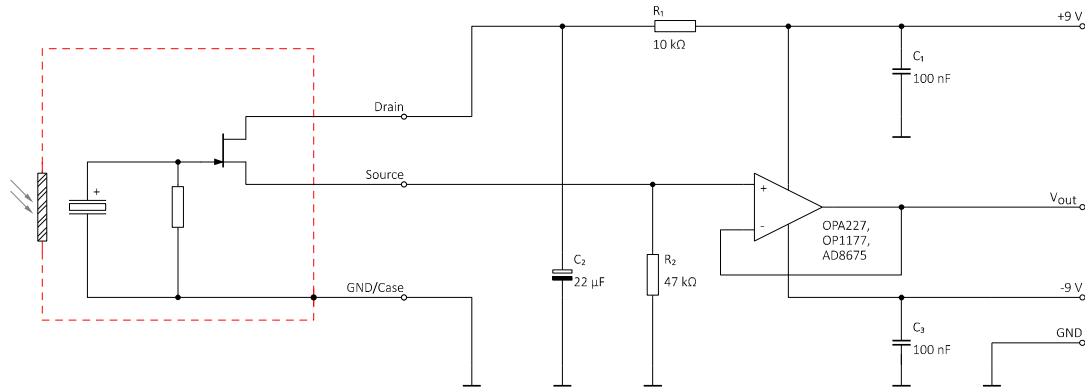 R₁
10 kΩ
+9 V
C₁
100 nF
Drain
+
Source
+
-
Vout
OPA227,
OP1177,
AD8675
C₂
22 µF
R₂
47 kΩ
GND/Case
-9 V
C₃
100 nF
GND